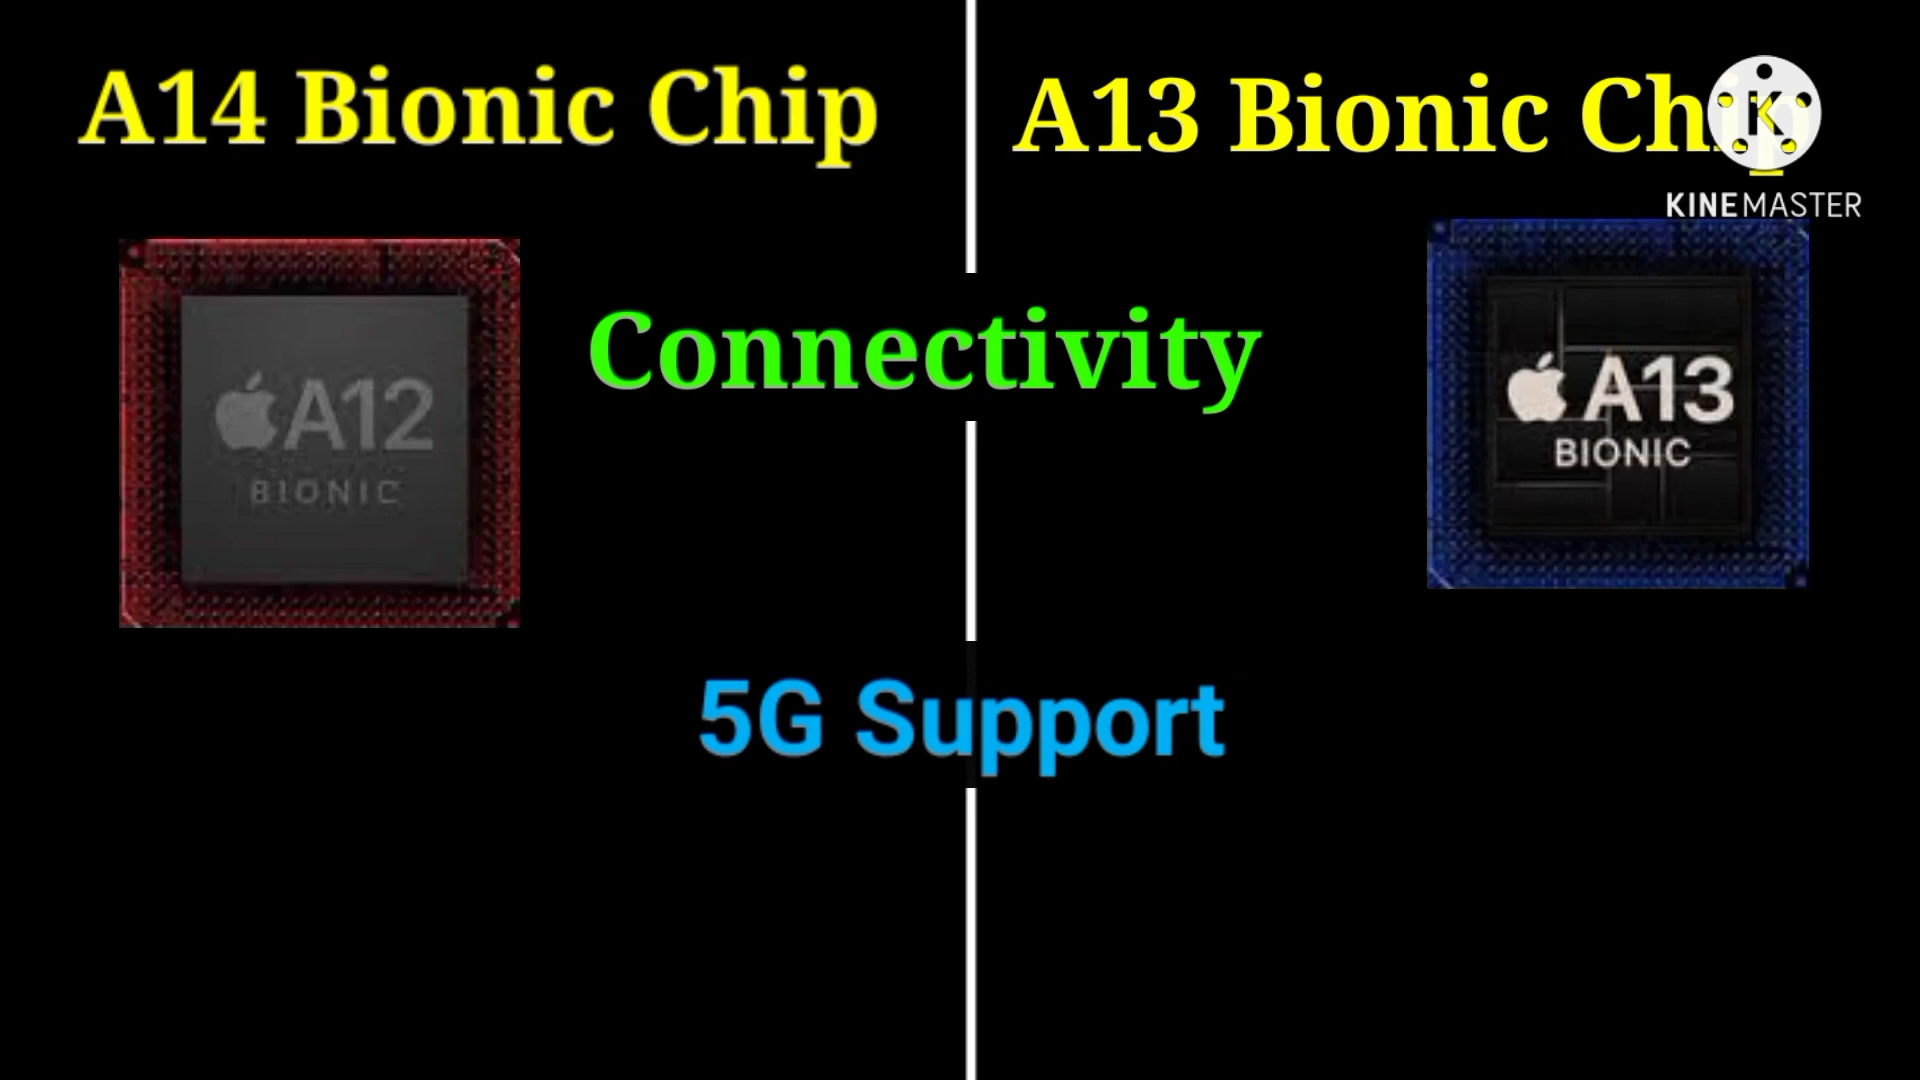 A14 Bionic Chip
A13 Bionic Chip
K
KINEMASTER
Connectivity
A12
BIONIC
A13
BIONIC
5G Support